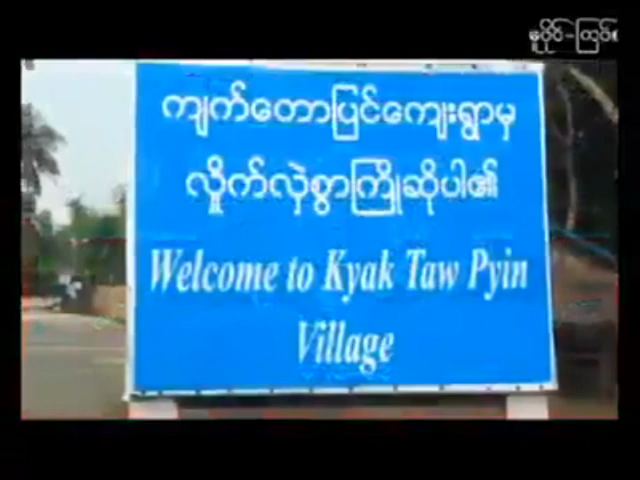 ကျက်တောပြင်ကျေးရွာမှ
လှိုက်လှဲစွာကြိုဆိုပါ၏
Welcome to Kyak Taw Pyin
Village